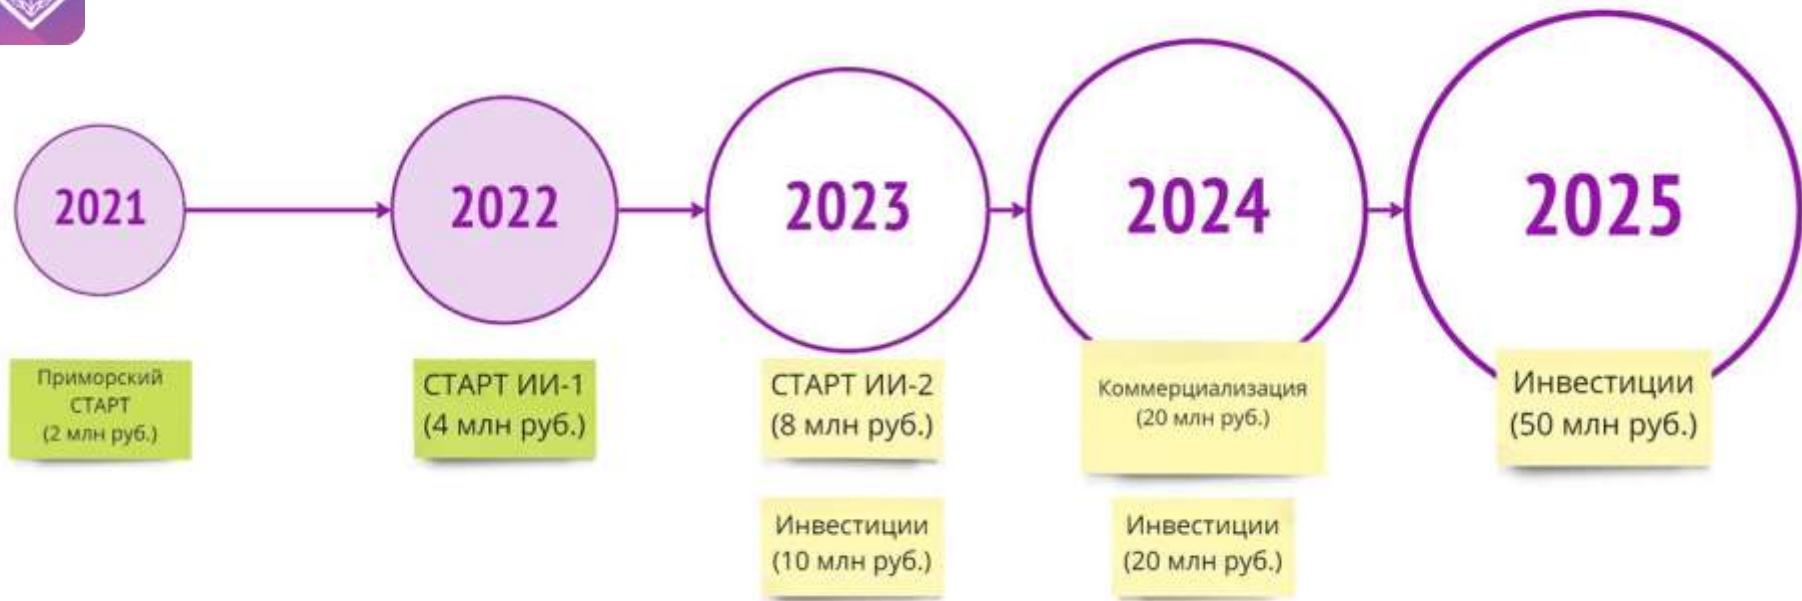 2021
2022
2023
2024
2025
Приморский
СТАРТ
(2 млн руб.)
СТАРТ ИИ-1
(4 млн руб.)
СТАРТ ИИ-2
(8 млн руб.)
Инвестиции
(10 млн руб.)
Коммерциализация
(20 млн руб.)
Инвестиции
(20 млн руб.)
Инвестиции
(50 млн руб.)